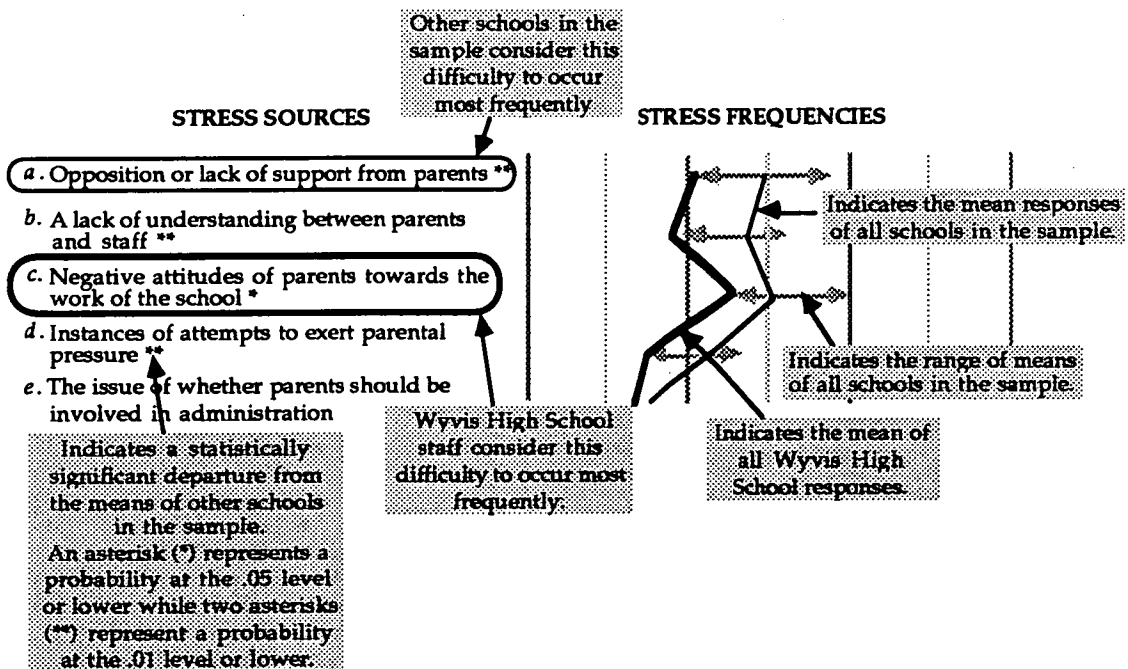 Other schools in the
sample consider this
difficulty to occur
most frequently
STRESS SOURCES
STRESS FREQUENCIES
a. Opposition or lack of support from parents **
b. A lack of understanding between parents
and staff **
c. Negative attitudes of parents towards the
work of the school *
d. Instances of attempts to exert parental
pressure **
e. The issue of whether parents should be
involved in administration
Indicates the mean responses
of all schools in the sample.
Indicates the range of means
of all schools in the sample.
Indicates the mean of
all Wyvis High
School responses.
Wyvis High School
staff consider this
difficulty to occur most
frequently.
Indicates a statistically
significant departure from
the means of other schools
in the sample.
An asterisk (*) represents a
probability at the .05 level
or lower while two asterisks
(**) represent a probability
at the .01 level or lower.